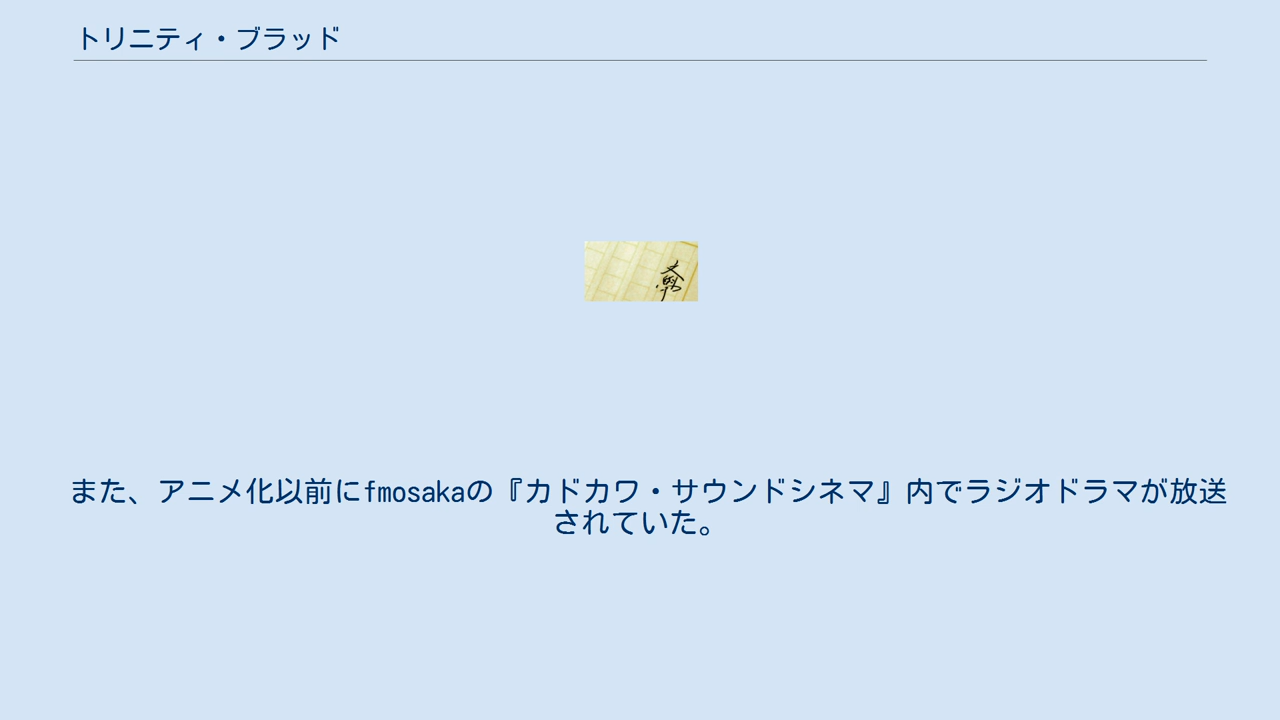 トリニティ・ブラッド
また、アニメ化以前にfmosakaの『カドカワ・サウンドシネマ』内でラジオドラマが放送
されていた。